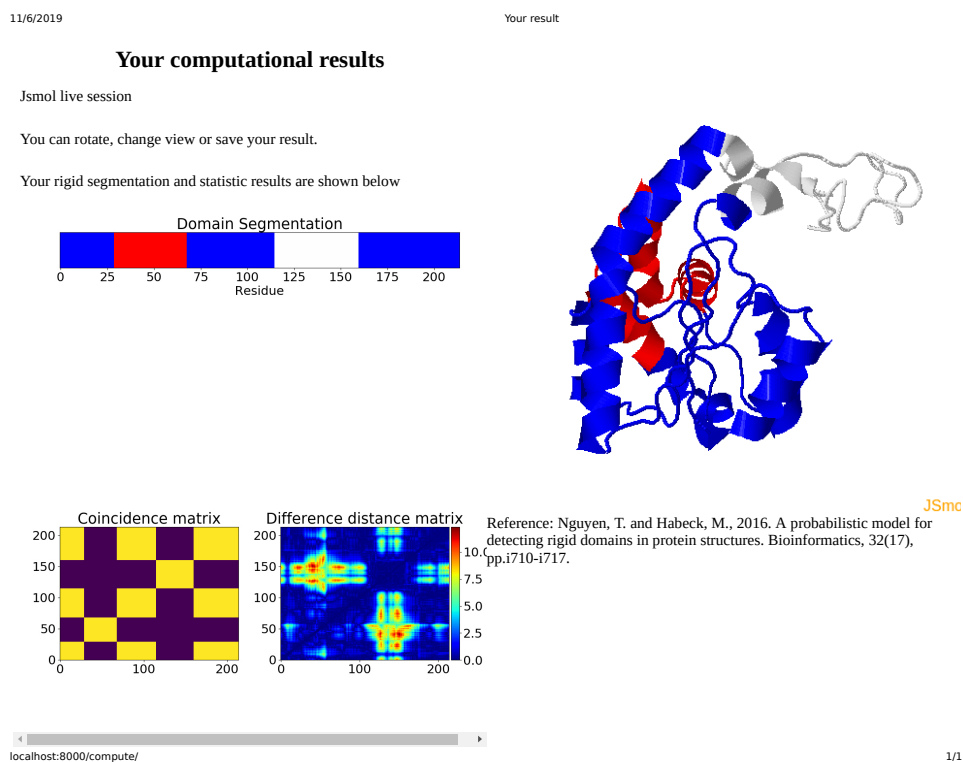 11/6/2019
Your result
Your computational results
Jsmol live session
You can rotate, change view or save your result.
Your rigid segmentation and statistic results are shown below
Domain Segmentation
0 25 50 75 100 125 150 175 200
Residue
Coincidence matrix
200
150
100
50
0
0 100 200
Difference distance matrix
200
150
100
50
0
0 100 200
10.0
7.5
5.0
2.5
0.0
JSmo
Reference: Nguyen, T. and Habeck, M., 2016. A probabilistic model for
detecting rigid domains in protein structures. Bioinformatics, 32(17),
pp.i710-i717.
localhost:8000/compute/
1/1